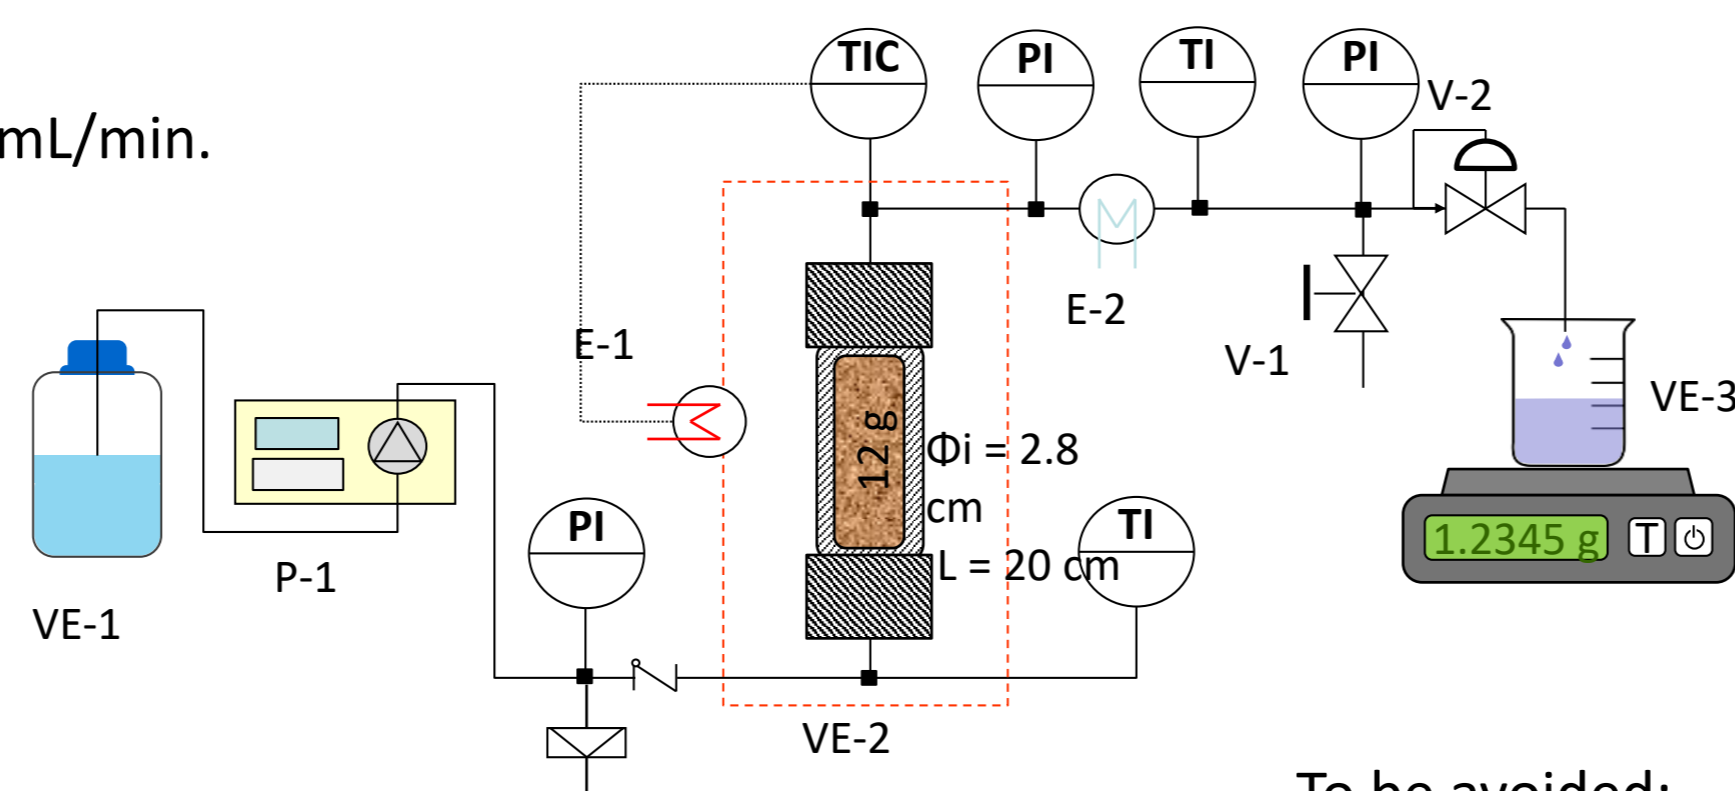 TIC
PI
TI
PI
V-2
mL/min.
E-1
E-2
V-1
VE-3
12 g
Φi = 2.8
cm
L = 20 cm
PI
TI
1.2345 g
T
P-1
VE-1
VE-2
To be avoided: